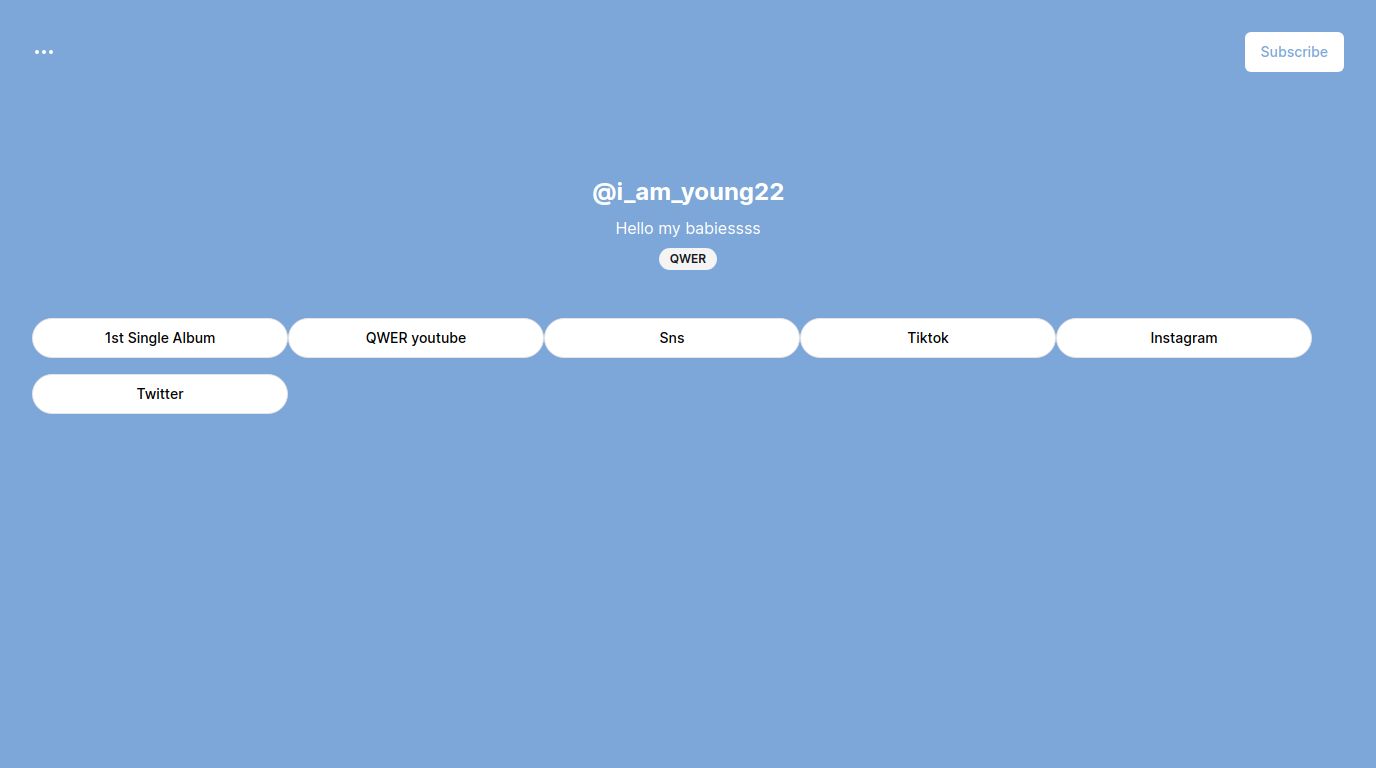 Subscribe
@i_am_young22
Hello my babiessss
QWER
1st Single Album
QWER youtube
Sns
Tiktok
Instagram
Twitter